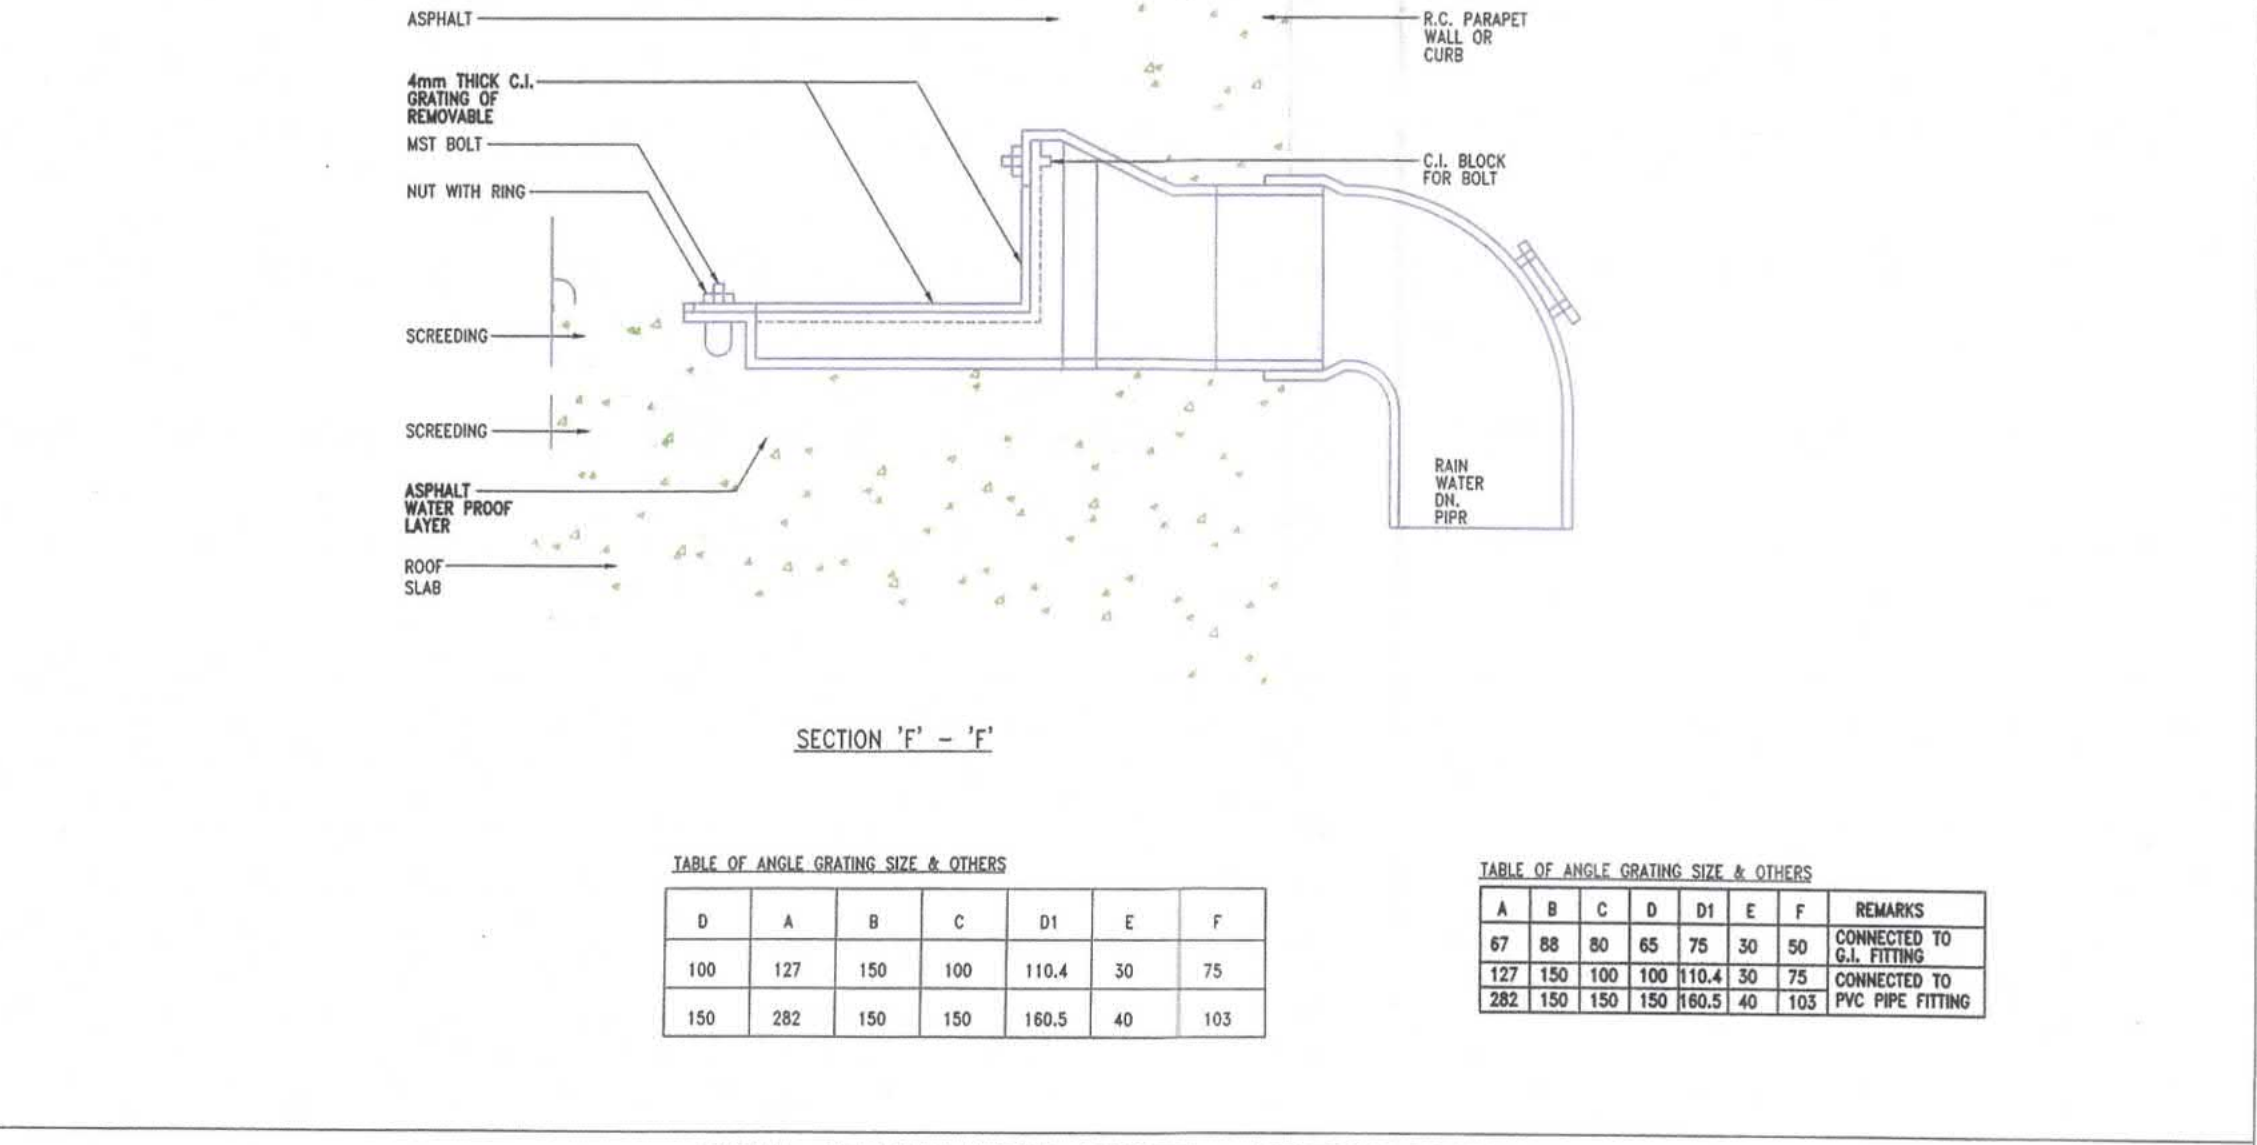 ASPHALT
R.C. PARAPET
WALL OR
CURB
4mm THICK C.I.
GRATING OF
REMOVABLE
MST BOLT
C.I. BLOCK
FOR BOLT
NUT WITH RING
SCREEDING
SCREEDING
ASPHALT
WATER PROOF
LAYER
RAIN
WATER
DN.
PIPR
ROOF
SLAB
SECTION 'F' - 'F'
TABLE OF ANGLE GRATING SIZE & OTHERS
D A B C D1 E F
100 127 150 100 110.4 30 75
150 282 150 150 160.5 40 103
TABLE OF ANGLE GRATING SIZE & OTHERS
A B C D D1 E F REMARKS
67 88 80 65 75 30 50 CONNECTED TO
G.I. FITTING
127 150 100 100 110.4 30 75 CONNECTED TO
282 150 150 150 160.5 40 103 PVC PIPE FITTING